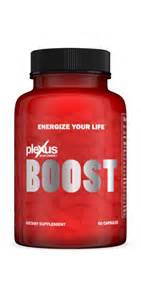 ENERGIZE YOUR LIFE
plexus
BOOST
DIETARY SUPPLEMENT
60 CAPSULES